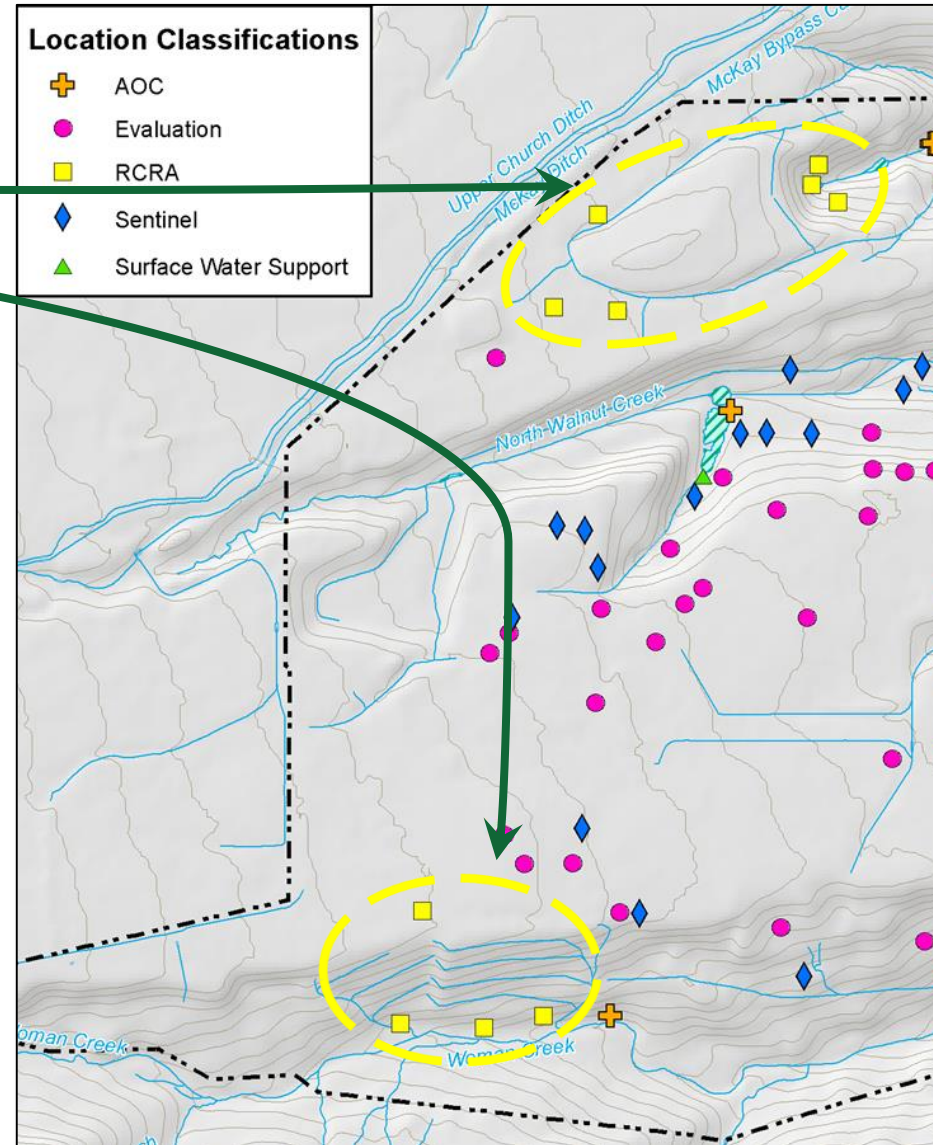 Location Classifications
AOC
Evaluation
RCRA
Sentinel
Surface Water Support
Upper Church Ditch
McKay Ditch
McKay Bypass
North Walnut Creek
Woman Creek
Woman Creek